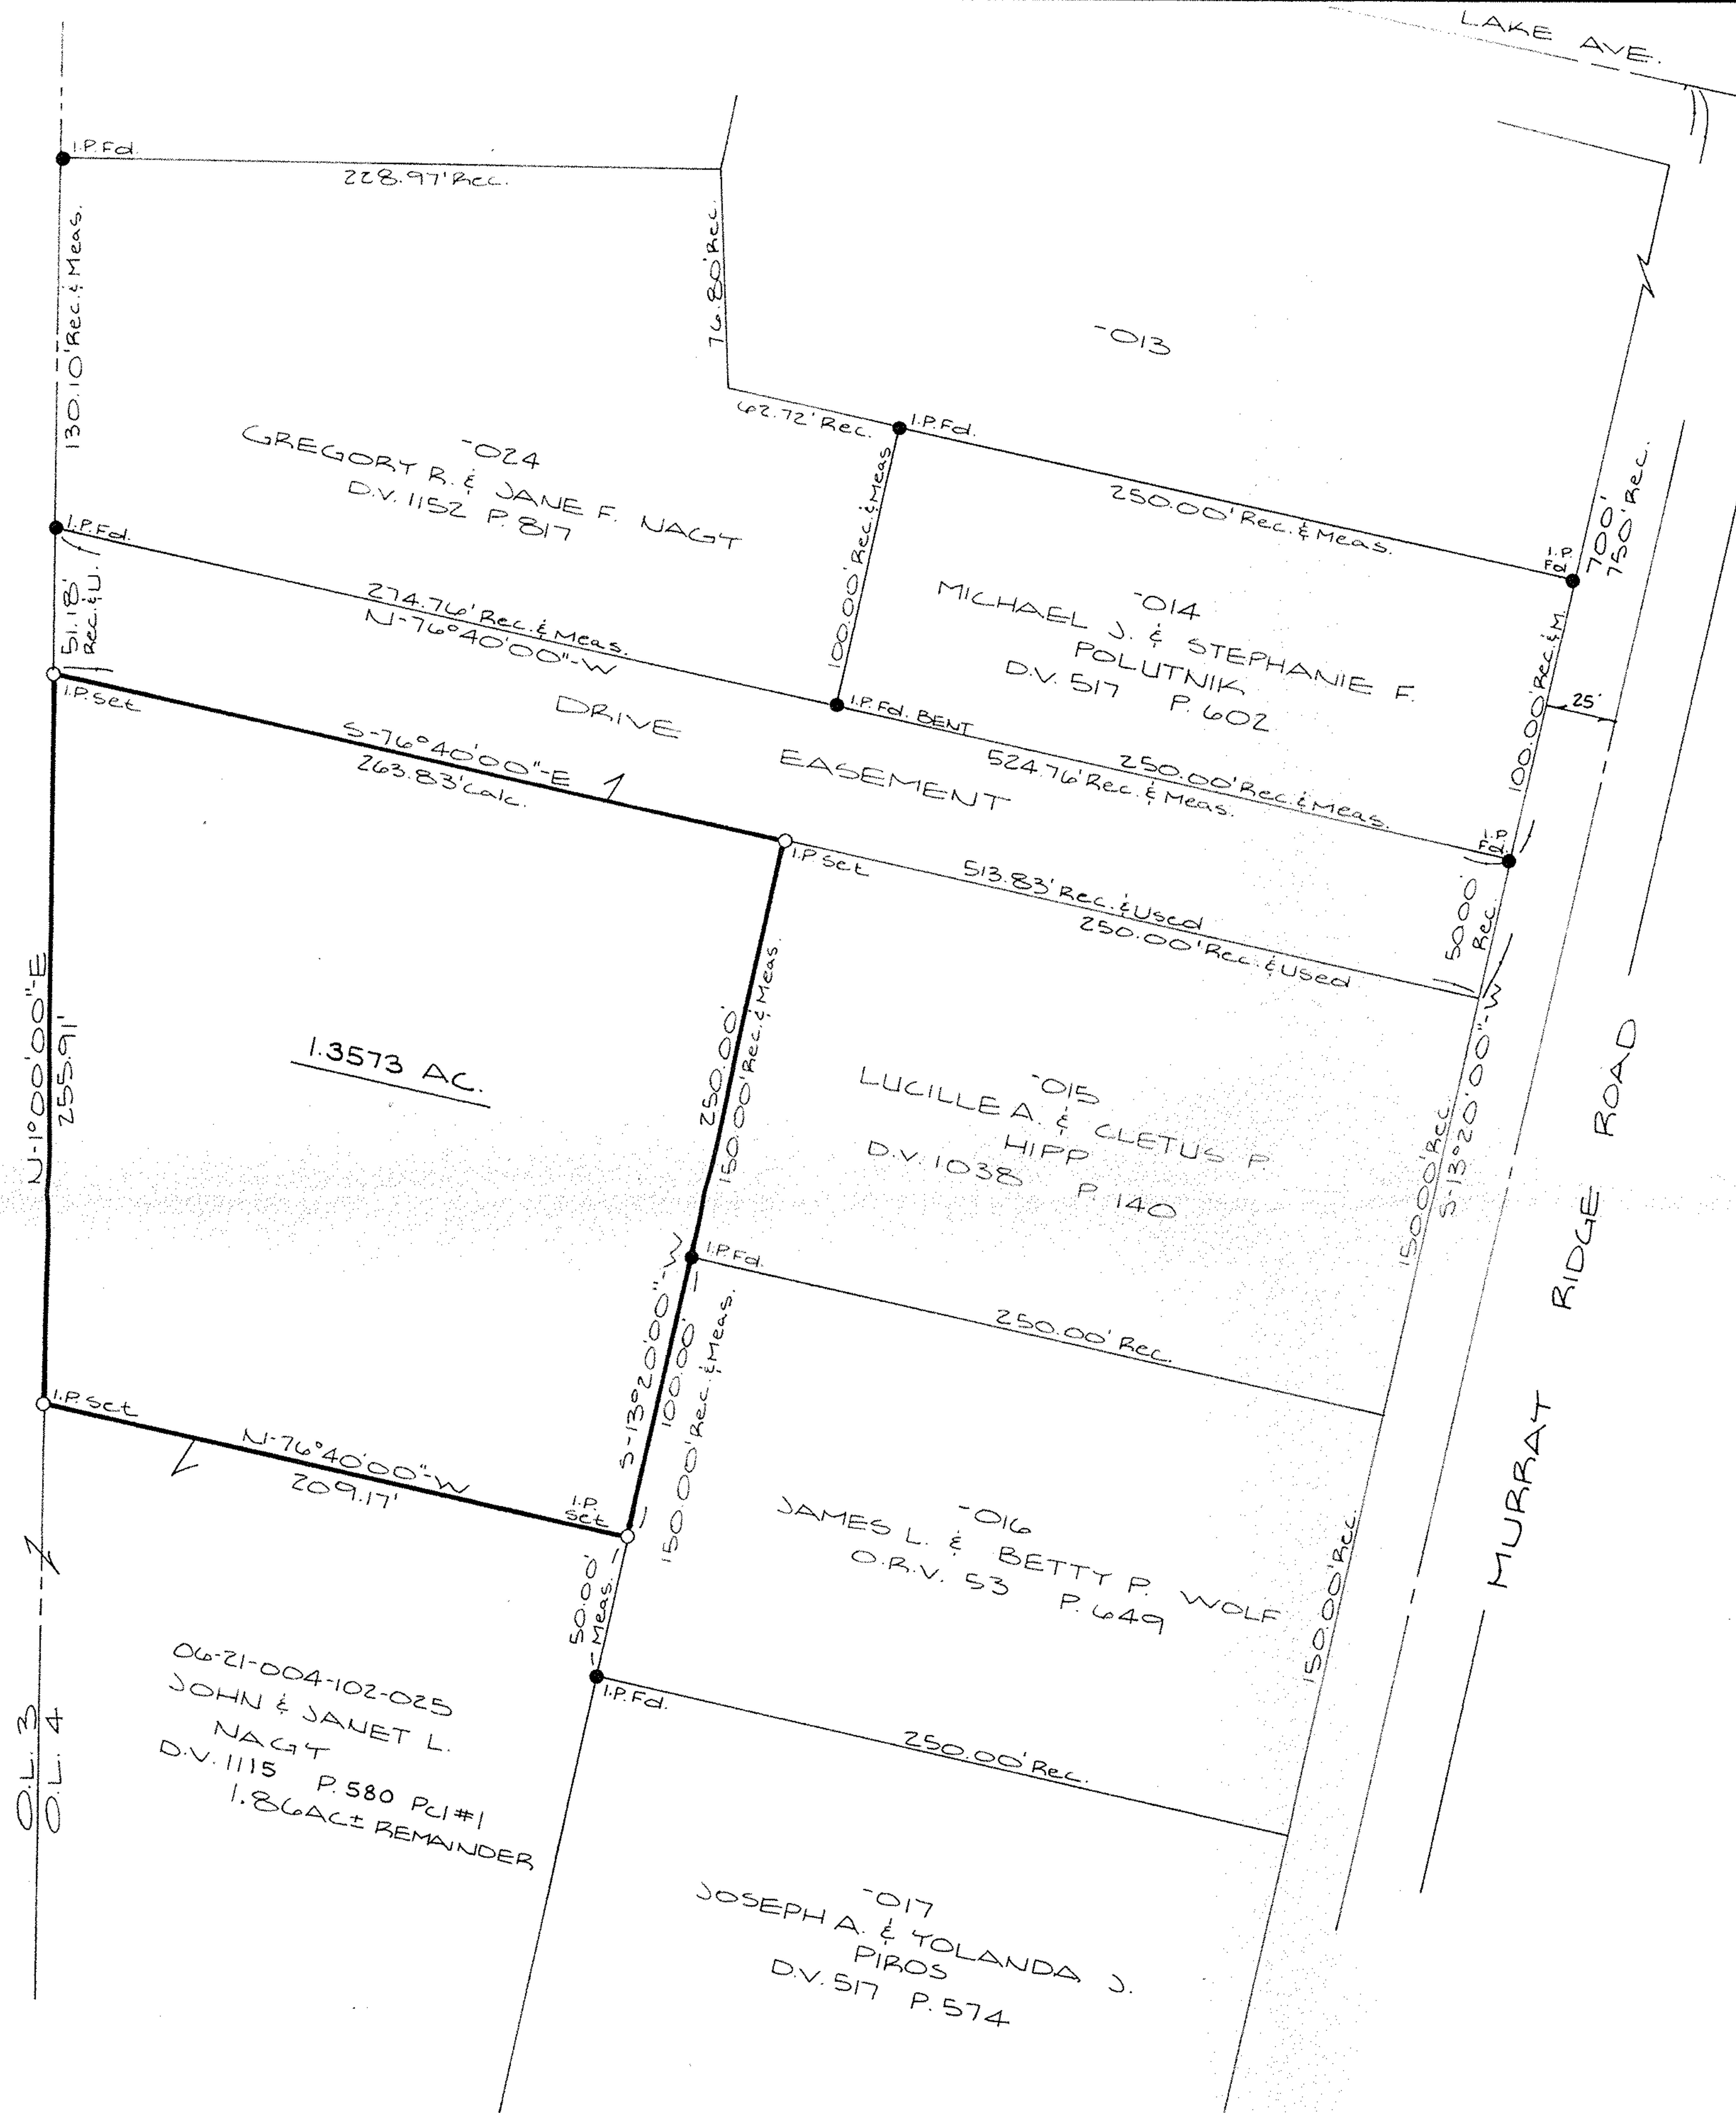 LAKE AVE.
I.P.Fd.
228.97' Rec.
130.10' Rec. & Meas.
76.80' Rec.
-013
62.72' Rec.
I.P.Fd.
250.00' Rec. & Meas.
700'
750' Rec.
I.P.
Fd.
-024
GREGORY R. & JANE F. NAGY
D.V. 1152 P. 817
100.00' Rec. & Meas
-014
MICHAEL J. & STEPHANIE F.
POLUTNIK
D.V. 517 P. 602
100.00' Rec. & M.
25'
I.P.Fd.
51.18'
Rec. & U.
274.76' Rec. & Meas.
N-76°40'00"-W
I.P. Set
DRIVE
EASEMENT
I.P. Fd. BENT
250.00' Rec. & Meas.
524.76' Rec. & Meas.
I.P.
Fd.
S-76°40'00"-E
263.83' Calc.
I.P. Set
513.83' Rec. & Used
250.00' Rec. & Used
50.00'
Rec.
N-1°00'00"-E
255.91'
1.3573 AC.
250.00'
150.00' Rec. & Meas.
-015
LUCILLE A. & CLETUS P.
HIPP
D.V. 1038 P. 140
150.00' Rec.
S-13°20'00"-W
MURRAY RIDGE ROAD
I.P.Fd.
250.00' Rec.
S-13°20'00"-W
100.00'
150.00' Rec. & Meas.
I.P. Set
N-76°40'00"-W
209.17'
I.P.
Set
-016
JAMES L. & BETTY P. WOLF
O.R.V. 53 P. 649
150.00' Rec.
50.00'
Meas.
I.P.Fd.
250.00' Rec.
06-21-004-102-025
JOHN & JANET L.
NAGY
D.V. 1115 P. 580 Pcl #1
1.86 AC± REMAINDER
O.L. 3
O.L. 4
-017
JOSEPH A. & YOLANDA J.
PIROS
D.V. 517 P. 574